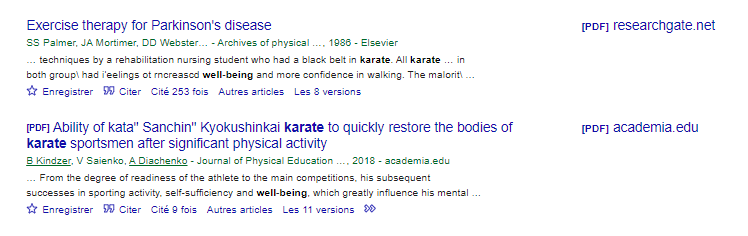 Exercise therapy for Parkinson's disease
[PDF] researchgate.net
SS Palmer, JA Mortimer, DD Webster… - Archives of physical …, 1986 - Elsevier
… techniques by a rehabilitation nursing student who had a black belt in karate. All karate … in
both group\ had i'eelings ot rncreascd well-being and more confidence in walking. The malorit\ …
Enregistrer Citer Cité 253 fois Autres articles Les 8 versions
[PDF] Ability of kata" Sanchin" Kyokushinkai karate to quickly restore the bodies of
karate sportsmen after significant physical activity
[PDF] academia.edu
B Kindzer, V Saienko, A Diachenko - Journal of Physical Education …, 2018 - academia.edu
… From the degree of readiness of the athlete to the main competitions, his subsequent
successes in sporting activity, self-sufficiency and well-being, which greatly influence his mental …
Enregistrer Citer Cité 9 fois Autres articles Les 11 versions